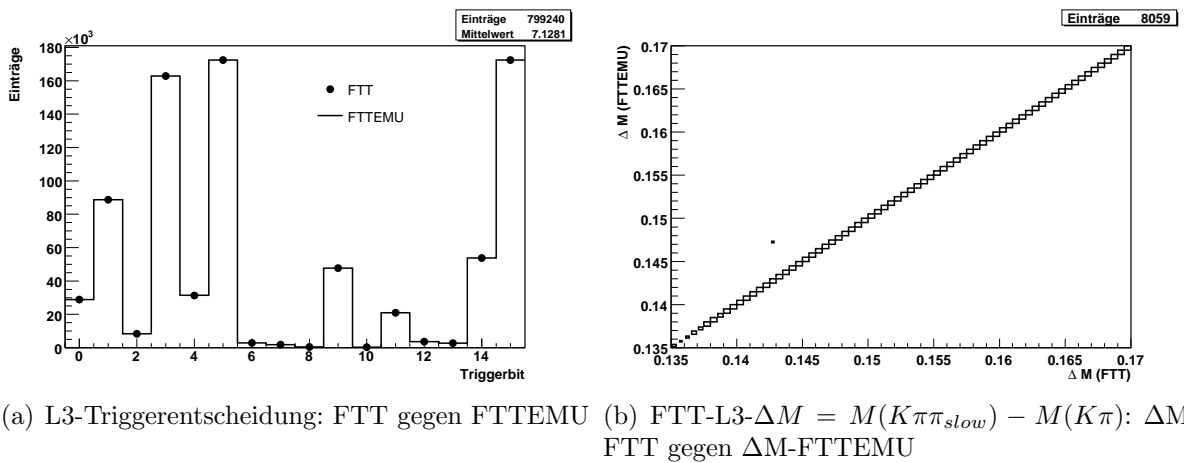 Einträge 799240
Mittelwert 7.1281
×10³
Einträge
180
160
140
120
100
80
60
40
20
0
FTT
FTTEMU
0 2 4 6 8 10 12 14
Triggerbit
Einträge 8059
Δ M (FTTEMU)
0.17
0.165
0.16
0.155
0.15
0.145
0.14
0.135
0.135 0.14 0.145 0.15 0.155 0.16 0.165 0.17
Δ M (FTT)
(a) L3-Triggerentscheidung: FTT gegen FTTEMU
(b) FTT-L3-ΔM = M(Kππ_slow) − M(Kπ): ΔM
FTT gegen ΔM-FTTEMU